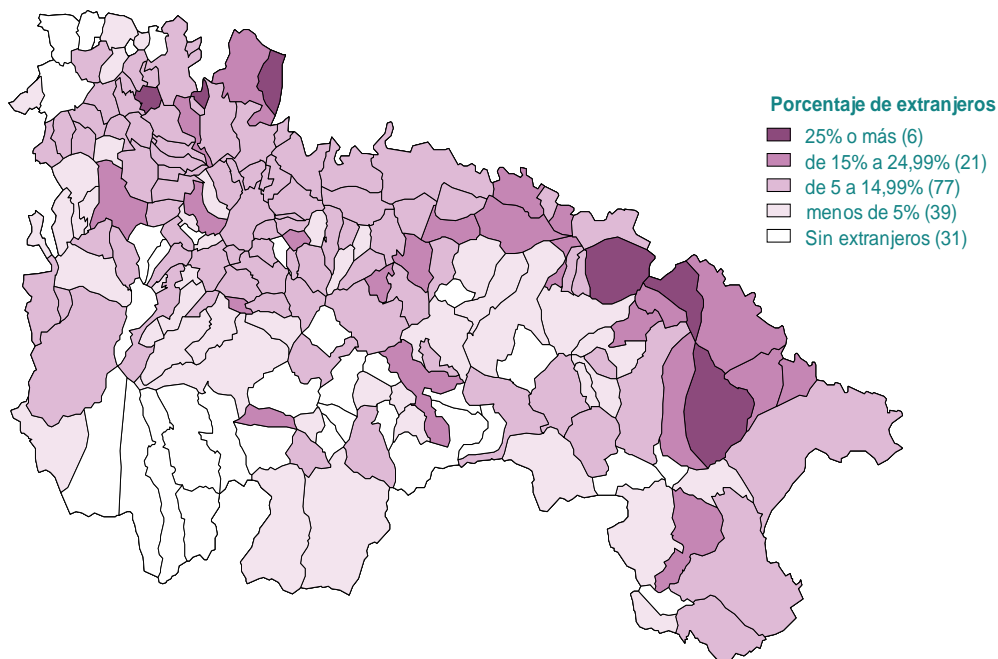 Porcentaje de extranjeros
25% o más (6)
de 15% a 24,99% (21)
de 5 a 14,99% (77)
menos de 5% (39)
Sin extranjeros (31)